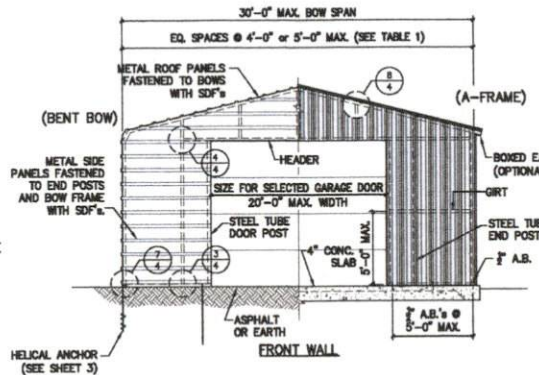 30'-0" MAX. BOW SPAN
EQ. SPACES @ 4'-0" or 5'-0" MAX. (SEE TABLE 1)
METAL ROOF PANELS
FASTENED TO BOWS
WITH SDF's
8
4
(A-FRAME)
(BENT BOW)
4
4
HEADER
BOXED E
(OPTIONA
METAL SIDE
PANELS FASTENED
TO END POSTS
AND BOW FRAME
WITH SDF's.
SIZE FOR SELECTED GARAGE DOOR
20'-0" MAX. WIDTH
GIRT
STEEL TUBE
DOOR POST
STEEL TUBE
END POST
5'-0" MAX.
4" CONC.
SLAB
7
4
3
4
½" A.B.
ASPHALT
OR EARTH
A.B.'s @
5'-0" MAX.
HELICAL ANCHOR
(SEE SHEET 3)
FRONT WALL